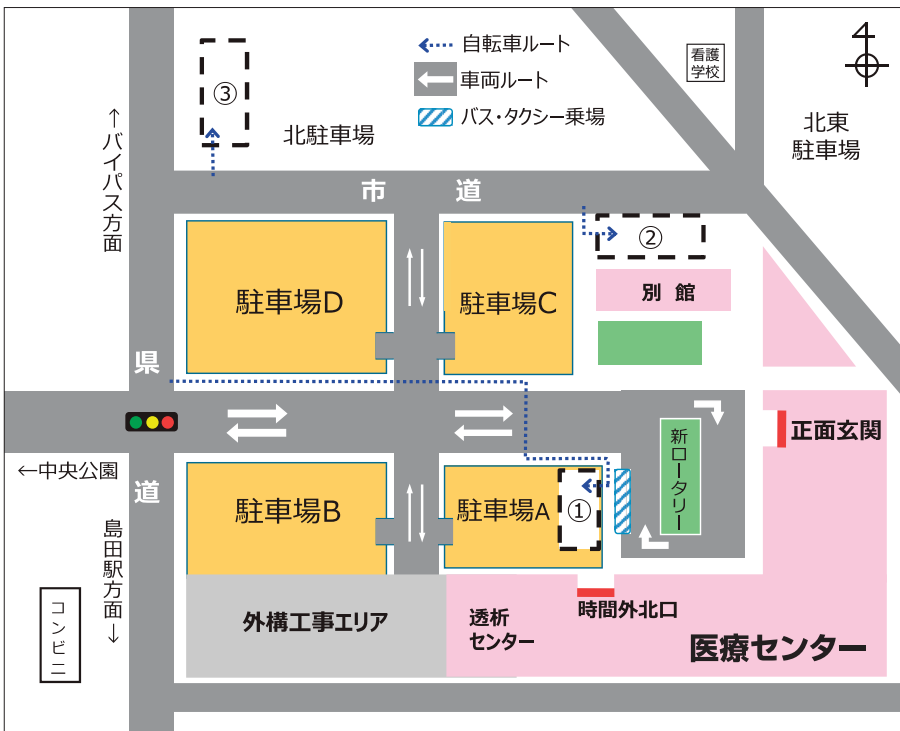 自転車ルート
車両ルート
バス・タクシー乗場
看護
学校
北東
駐車場
③
北駐車場
←バイパス方面
市道
②
別館
駐車場D
駐車場C
県道
正面玄関
新ロータリー
←中央公園
駐車場B
駐車場A
①
島田駅方面→
コンビニ
外構工事エリア
透析
センター
時間外北口
医療センター